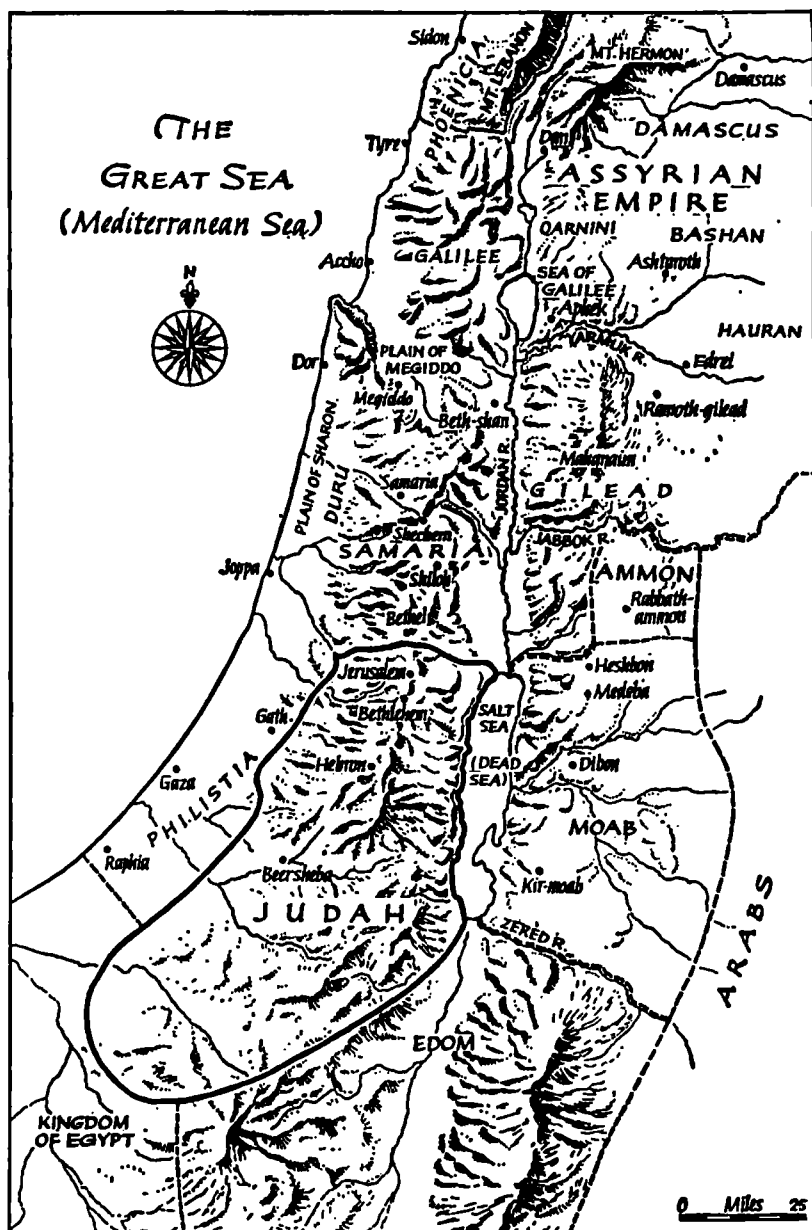 Sidon
MT. HERMON
Damascus
PHOENICIA
MT. LEBANON
THE
GREAT SEA
(Mediterranean Sea)
Tyre
Dan
DAMASCUS
ASSYRIAN
EMPIRE
QARNINI
BASHAN
Accho
GALILEE
SEA OF
GALILEE
Ashtaroth
N
Aphek
HAURAN
YARMUK R.
Dor
PLAIN OF
MEGIDDO
Edrei
Megiddo
Beth-shan
Ramoth-gilead
PLAIN OF SHARON
DURU
Mahanaim
JORDAN R.
Samaria
GILEAD
Shechem
SAMARIA
JABBOK R.
Joppa
Shiloh
AMMON
Bethel
Rabbath-
ammon
Jerusalem
Heshbon
Medeba
Bethlehem
SALT
SEA
(DEAD
SEA)
Gath
Hebron
Dibon
Gaza
PHILISTIA
MOAB
Raphia
Beersheba
Kir-moab
JUDAH
ZERED R.
ARABS
EDOM
KINGDOM
OF EGYPT
0 Miles 25